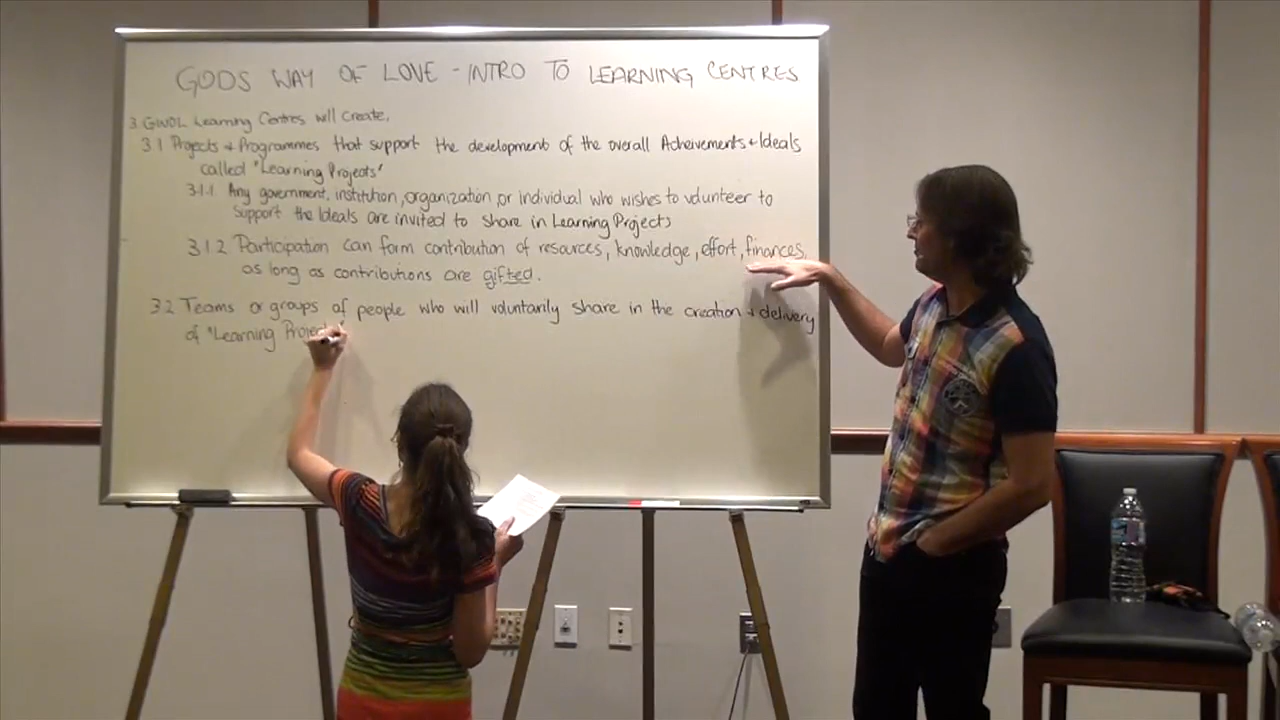 GODS WAY OF LOVE - INTRO TO LEARNING CENTRES
3. GWOL Learning Centres will create,
3.1 Projects + Programmes that support the development of the overall Acheivements + Ideals
called "Learning Projects"
3.1.1 Any government, institution, organization, or individual who wishes to volunteer to
support the Ideals are invited to share in Learning Projects
3.1.2 Participation can form contribution of resources, knowledge, effort, finances,
as long as contributions are gifted.
3.2 Teams or groups of people who will voluntarily share in the creation + delivery
of "Learning Project